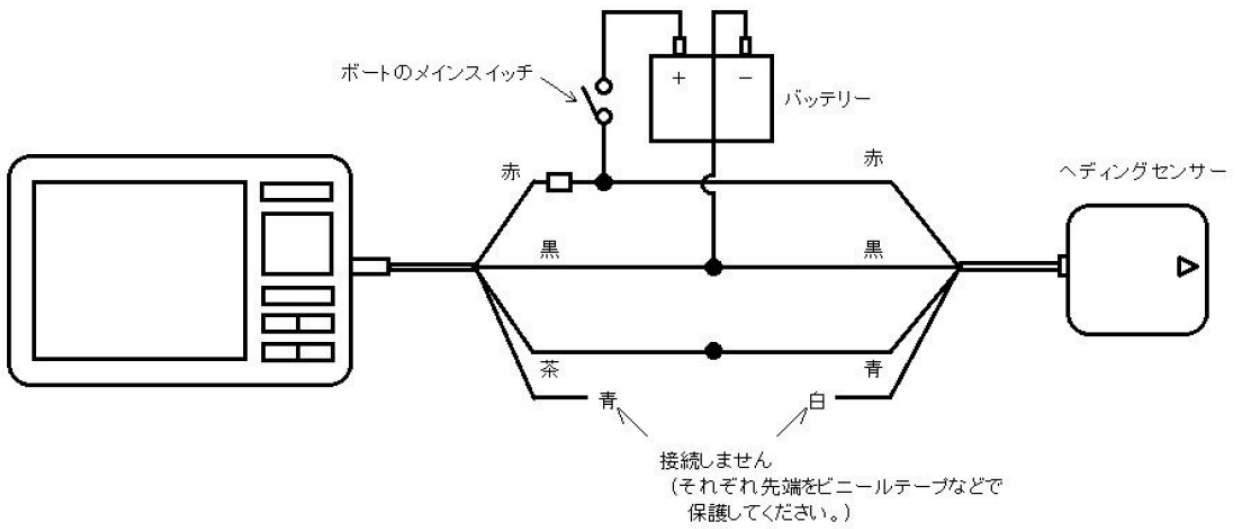 ボートのメインスイッチ
+
−
バッテリー
赤
赤
ヘディングセンサー
黒
黒
茶
青
青
白
接続しません
(それぞれ先端をビニールテープなどで
保護してください。)